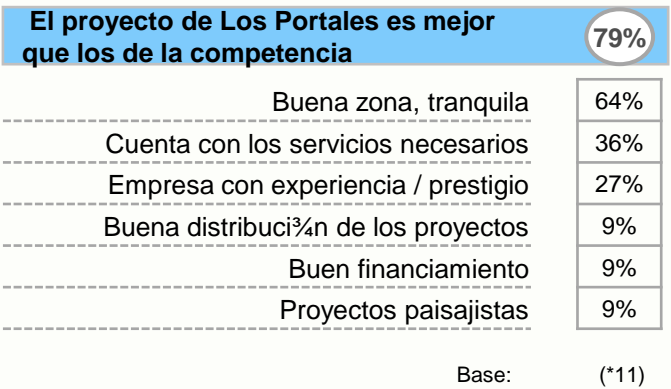 El proyecto de Los Portales es mejor
que los de la competencia 79%
Buena zona, tranquila 64%
Cuenta con los servicios necesarios 36%
Empresa con experiencia / prestigio 27%
Buena distribuci¾n de los proyectos 9%
Buen financiamiento 9%
Proyectos paisajistas 9%
Base: (*11)